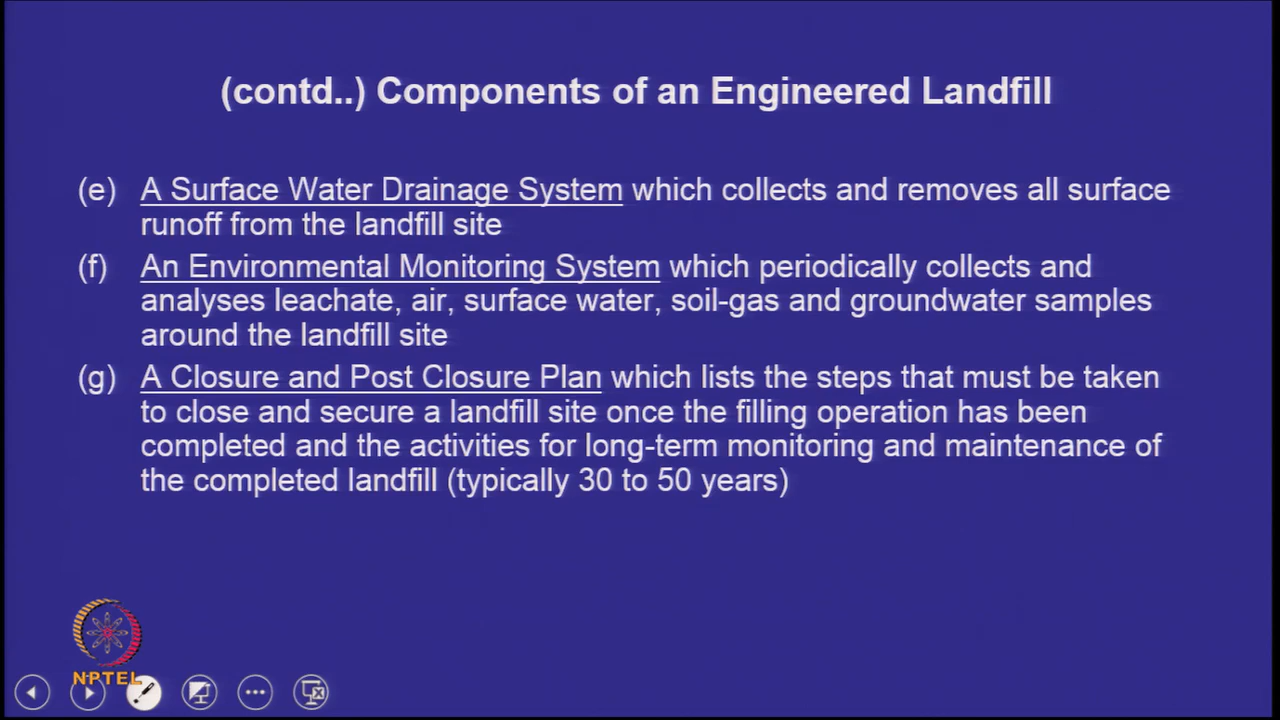 (contd..) Components of an Engineered Landfill
(e) A Surface Water Drainage System which collects and removes all surface
runoff from the landfill site
(f) An Environmental Monitoring System which periodically collects and
analyses leachate, air, surface water, soil-gas and groundwater samples
around the landfill site
(g) A Closure and Post Closure Plan which lists the steps that must be taken
to close and secure a landfill site once the filling operation has been
completed and the activities for long-term monitoring and maintenance of
the completed landfill (typically 30 to 50 years)
NPTEL